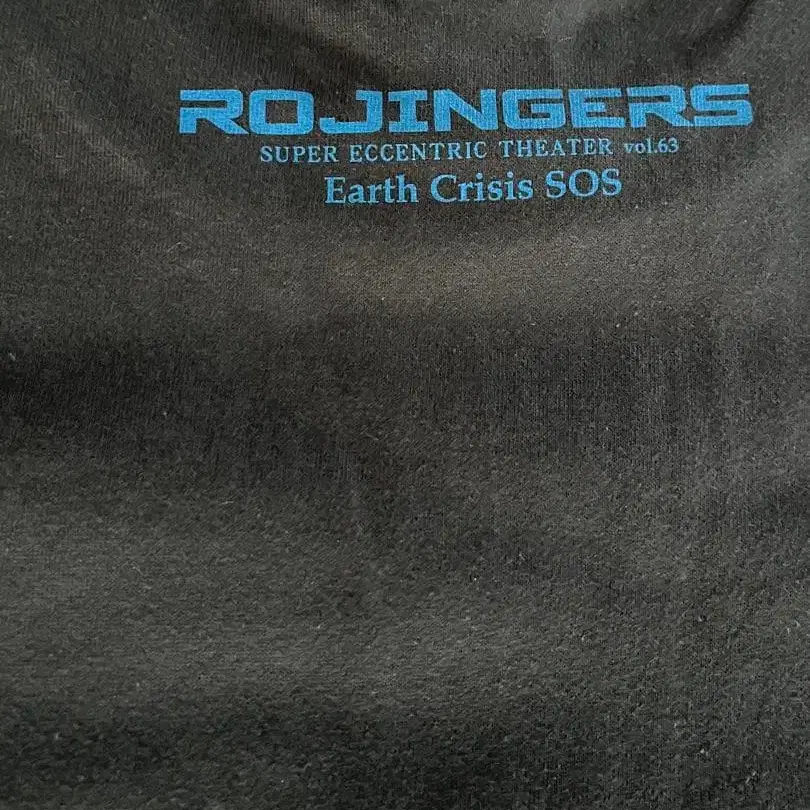 ROJINGERS
SUPER ECCENTRIC THEATER vol.63
Earth Crisis SOS